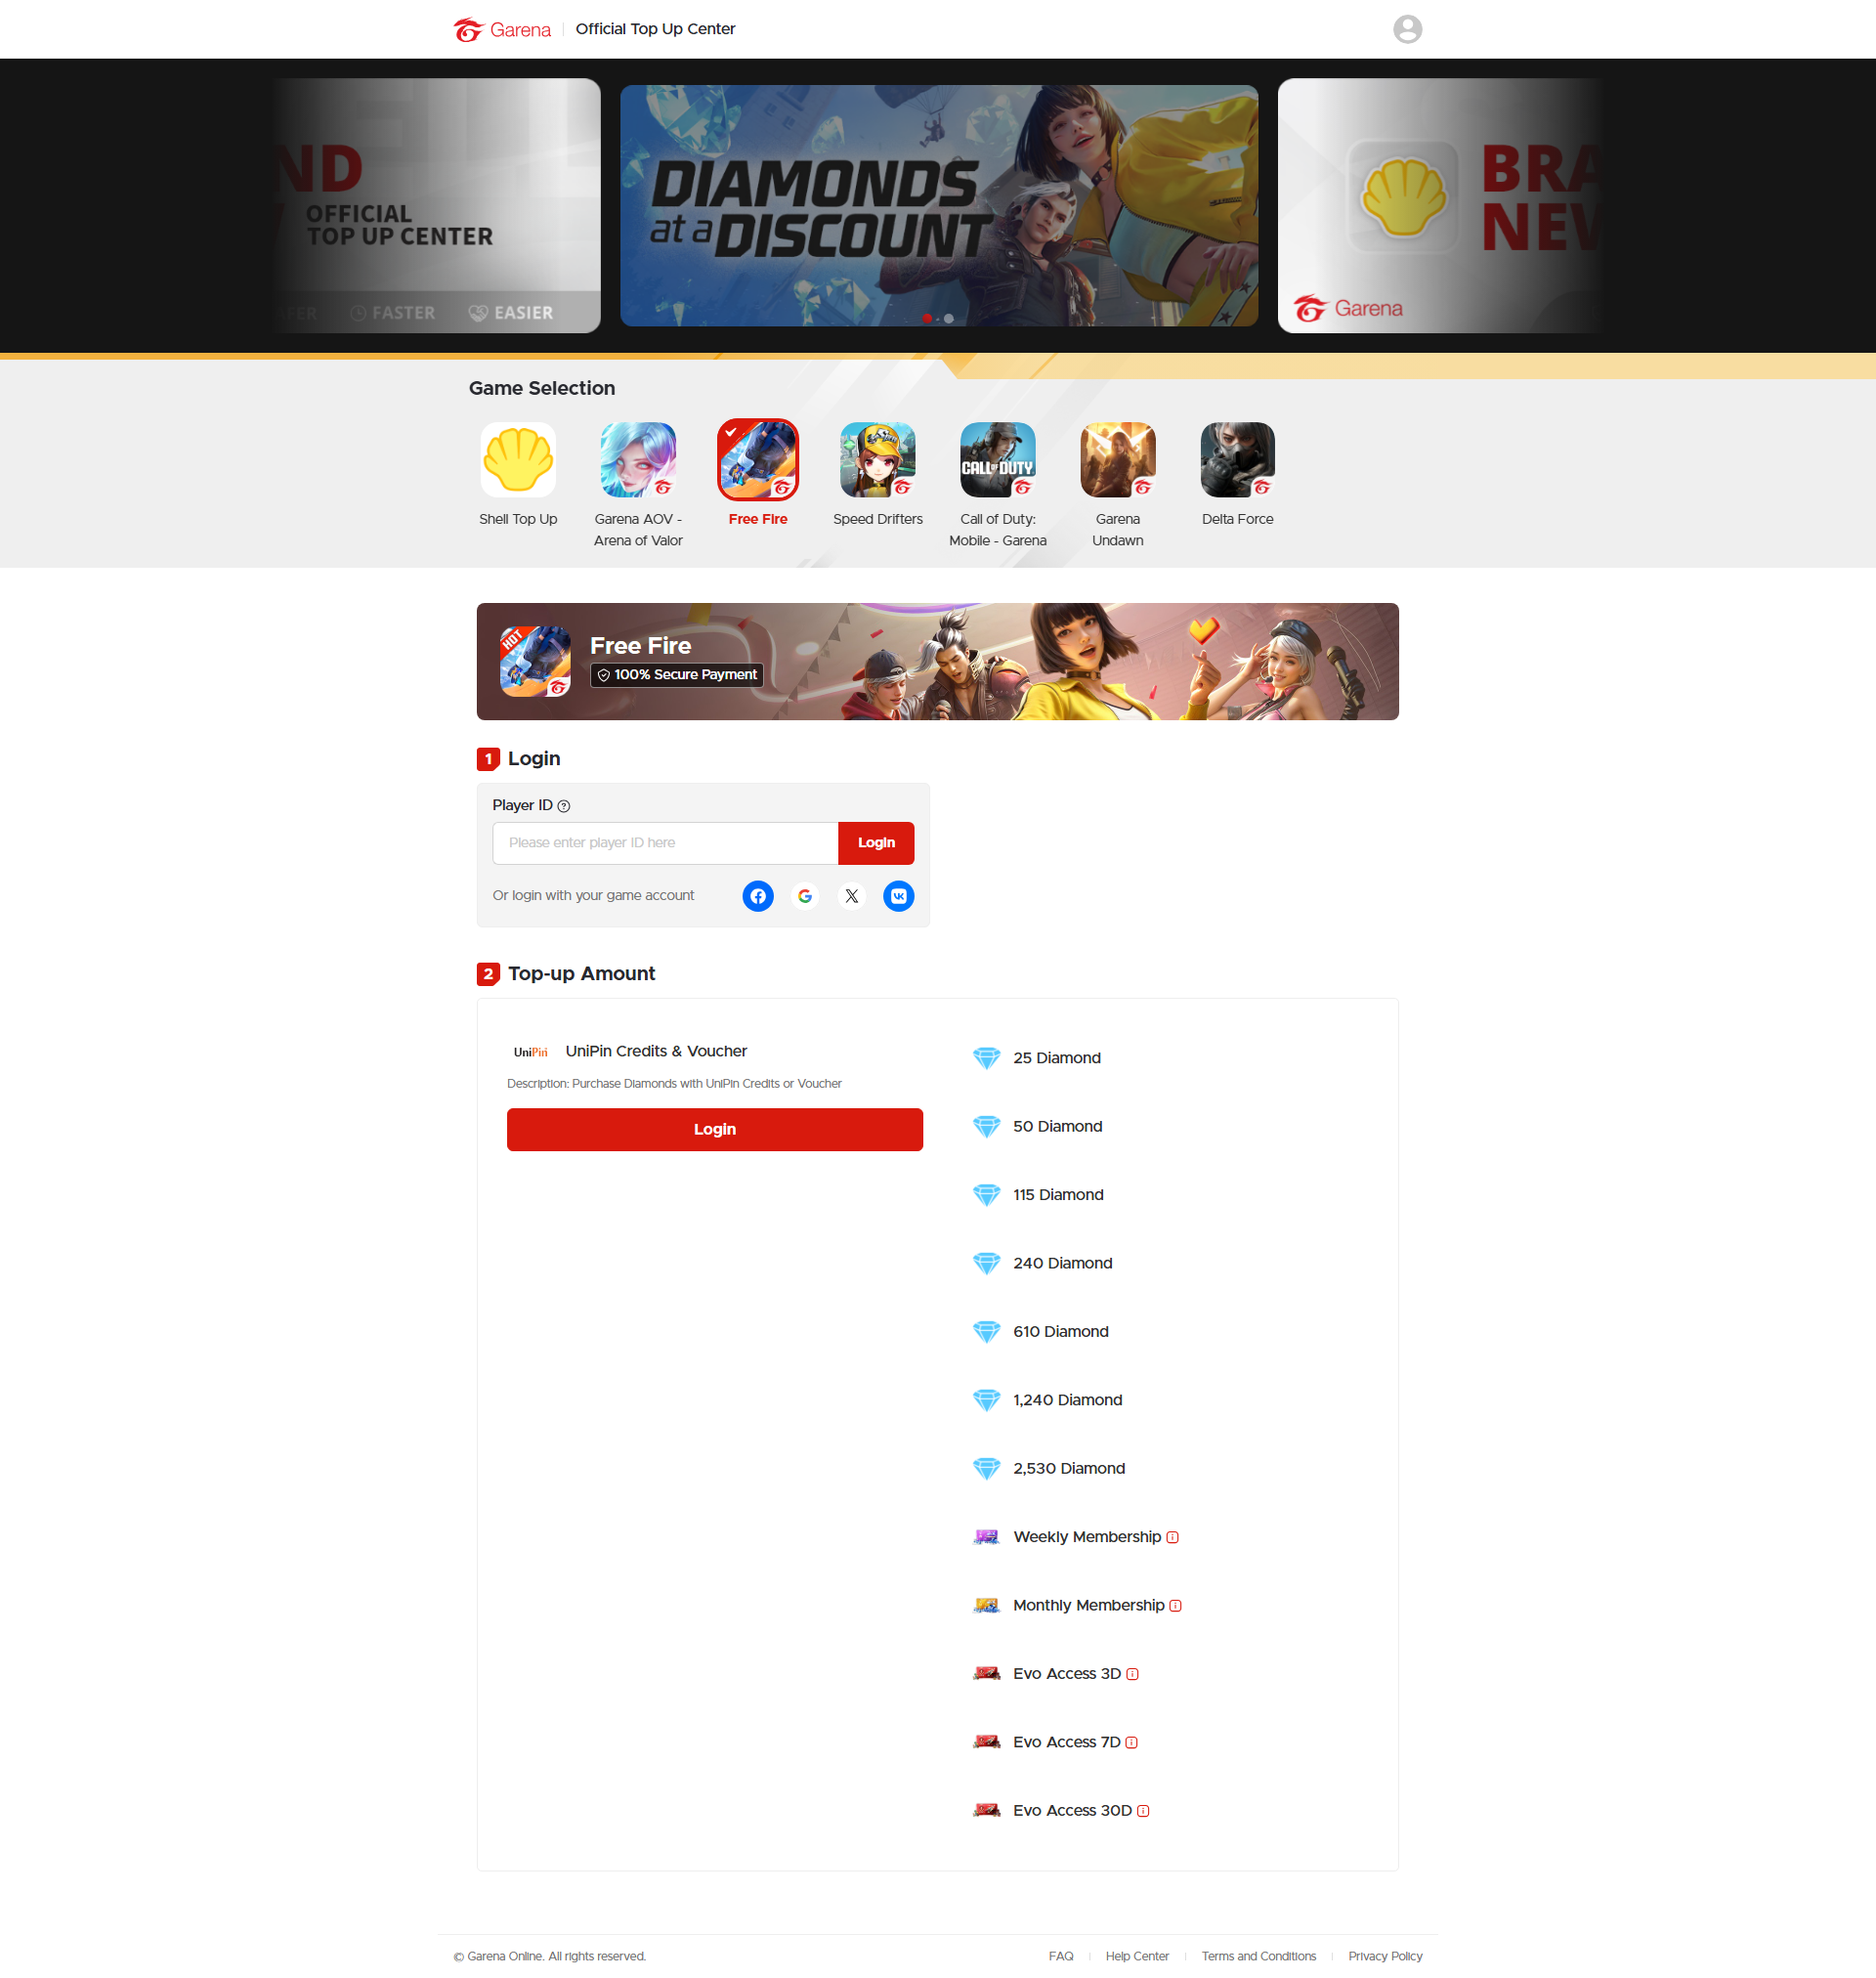 Garena
Official Top Up Center
ND
OFFICIAL
TOP UP CENTER
FASTER
EASIER
DIAMONDS
at a DISCOUNT
BRA
NEW
Garena
Game Selection
Shell Top Up
Garena AOV -
Arena of Valor
Free Fire
Speed Drifters
CALL OF DUTY
Call of Duty:
Mobile - Garena
Garena
Undawn
Delta Force
HOT
Free Fire
100% Secure Payment
1 Login
Player ID
Please enter player ID here
Login
Or login with your game account
2 Top-up Amount
UniPin
UniPin Credits & Voucher
Description: Purchase Diamonds with UniPin Credits or Voucher
Login
25 Diamond
50 Diamond
115 Diamond
240 Diamond
610 Diamond
1,240 Diamond
2,530 Diamond
Weekly Membership
Monthly Membership
Evo Access 3D
Evo Access 7D
Evo Access 30D
© Garena Online. All rights reserved.
FAQ
Help Center
Terms and Conditions
Privacy Policy